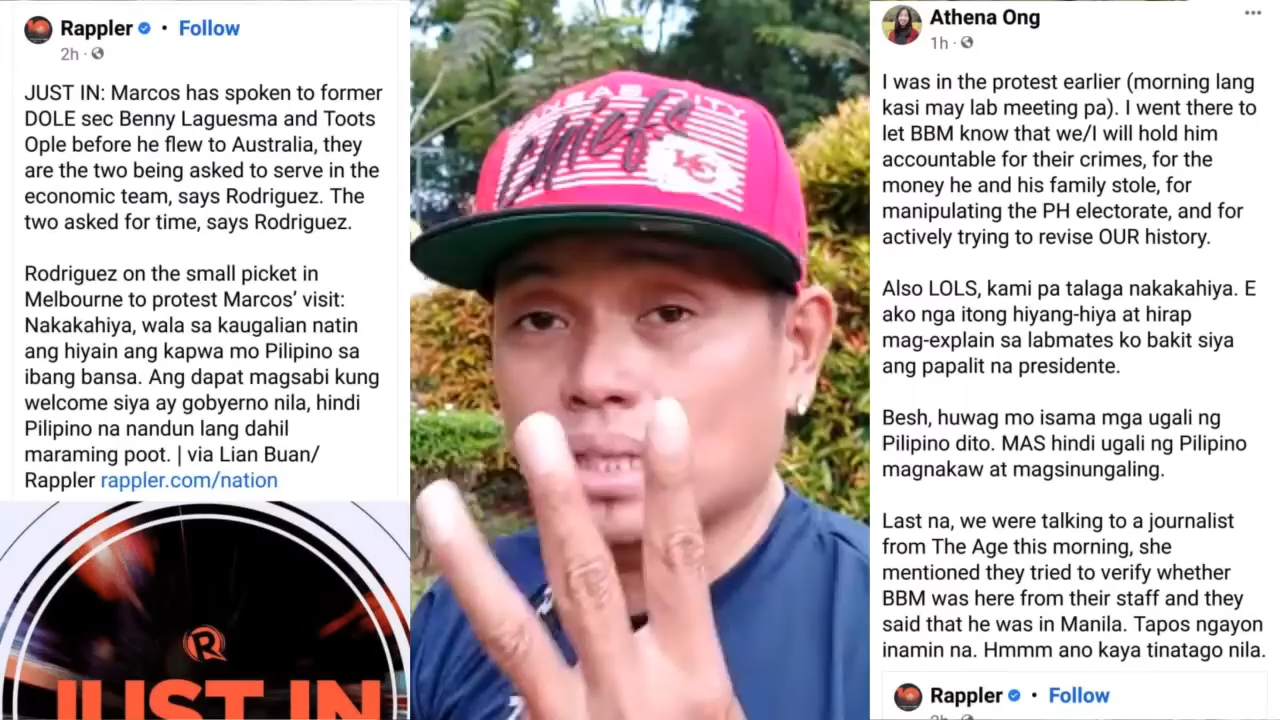 Rappler • Follow
2h
JUST IN: Marcos has spoken to former
DOLE sec Benny Laguesma and Toots
Ople before he flew to Australia, they
are the two being asked to serve in the
economic team, says Rodriguez. The
two asked for time, says Rodriguez.
Rodriguez on the small picket in
Melbourne to protest Marcos’ visit:
Nakakahiya, wala sa kaugalian natin
ang hiyain ang kapwa mo Pilipino sa
ibang bansa. Ang dapat magsabi kung
welcome siya ay gobyerno nila, hindi
Pilipino na nandun lang dahil
maraming poot. | via Lian Buan/
Rappler rappler.com/nation
R
JUST IN
KANSAS CITY
Chiefs
KC
Athena Ong
1h
I was in the protest earlier (morning lang
kasi may lab meeting pa). I went there to
let BBM know that we/I will hold him
accountable for their crimes, for the
money he and his family stole, for
manipulating the PH electorate, and for
actively trying to revise OUR history.
Also LOLS, kami pa talaga nakakahiya. E
ako nga itong hiyang-hiya at hirap
mag-explain sa labmates ko bakit siya
ang papalit na presidente.
Besh, huwag mo isama mga ugali ng
Pilipino dito. MAS hindi ugali ng Pilipino
magnakaw at magsinungaling.
Last na, we were talking to a journalist
from The Age this morning, she
mentioned they tried to verify whether
BBM was here from their staff and they
said that he was in Manila. Tapos ngayon
inamin na. Hmmm ano kaya tinatago nila.
Rappler • Follow